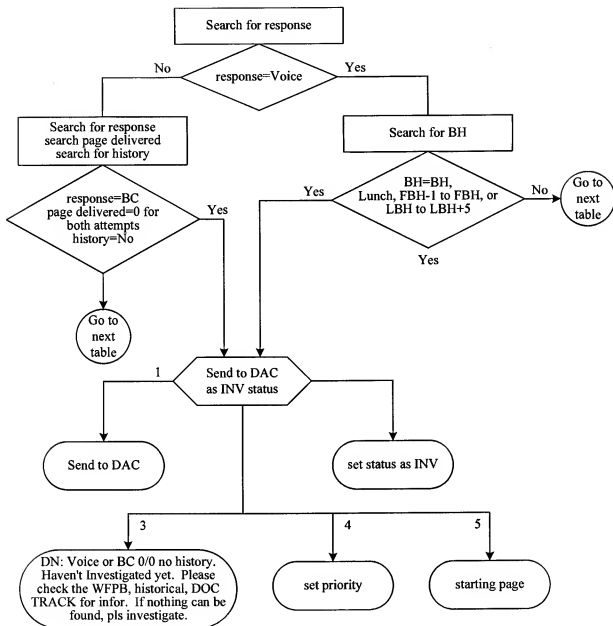 Search for response
No
response=Voice
Yes
Search for response
search page delivered
search for history
Search for BH
response=BC
page delivered=0 for
both attempts
history=No
Yes
Yes
BH=BH,
Lunch, FBH-1 to FBH, or
LBH to LBH+5
No
Go to
next
table
Yes
Go to
next
table
1
Send to DAC
as INV status
Send to DAC
set status as INV
3
4
5
DN: Voice or BC 0/0 no history.
Haven't Investigated yet. Please
check the WFPB, historical, DOC
TRACK for infor. If nothing can be
found, pls investigate.
set priority
starting page